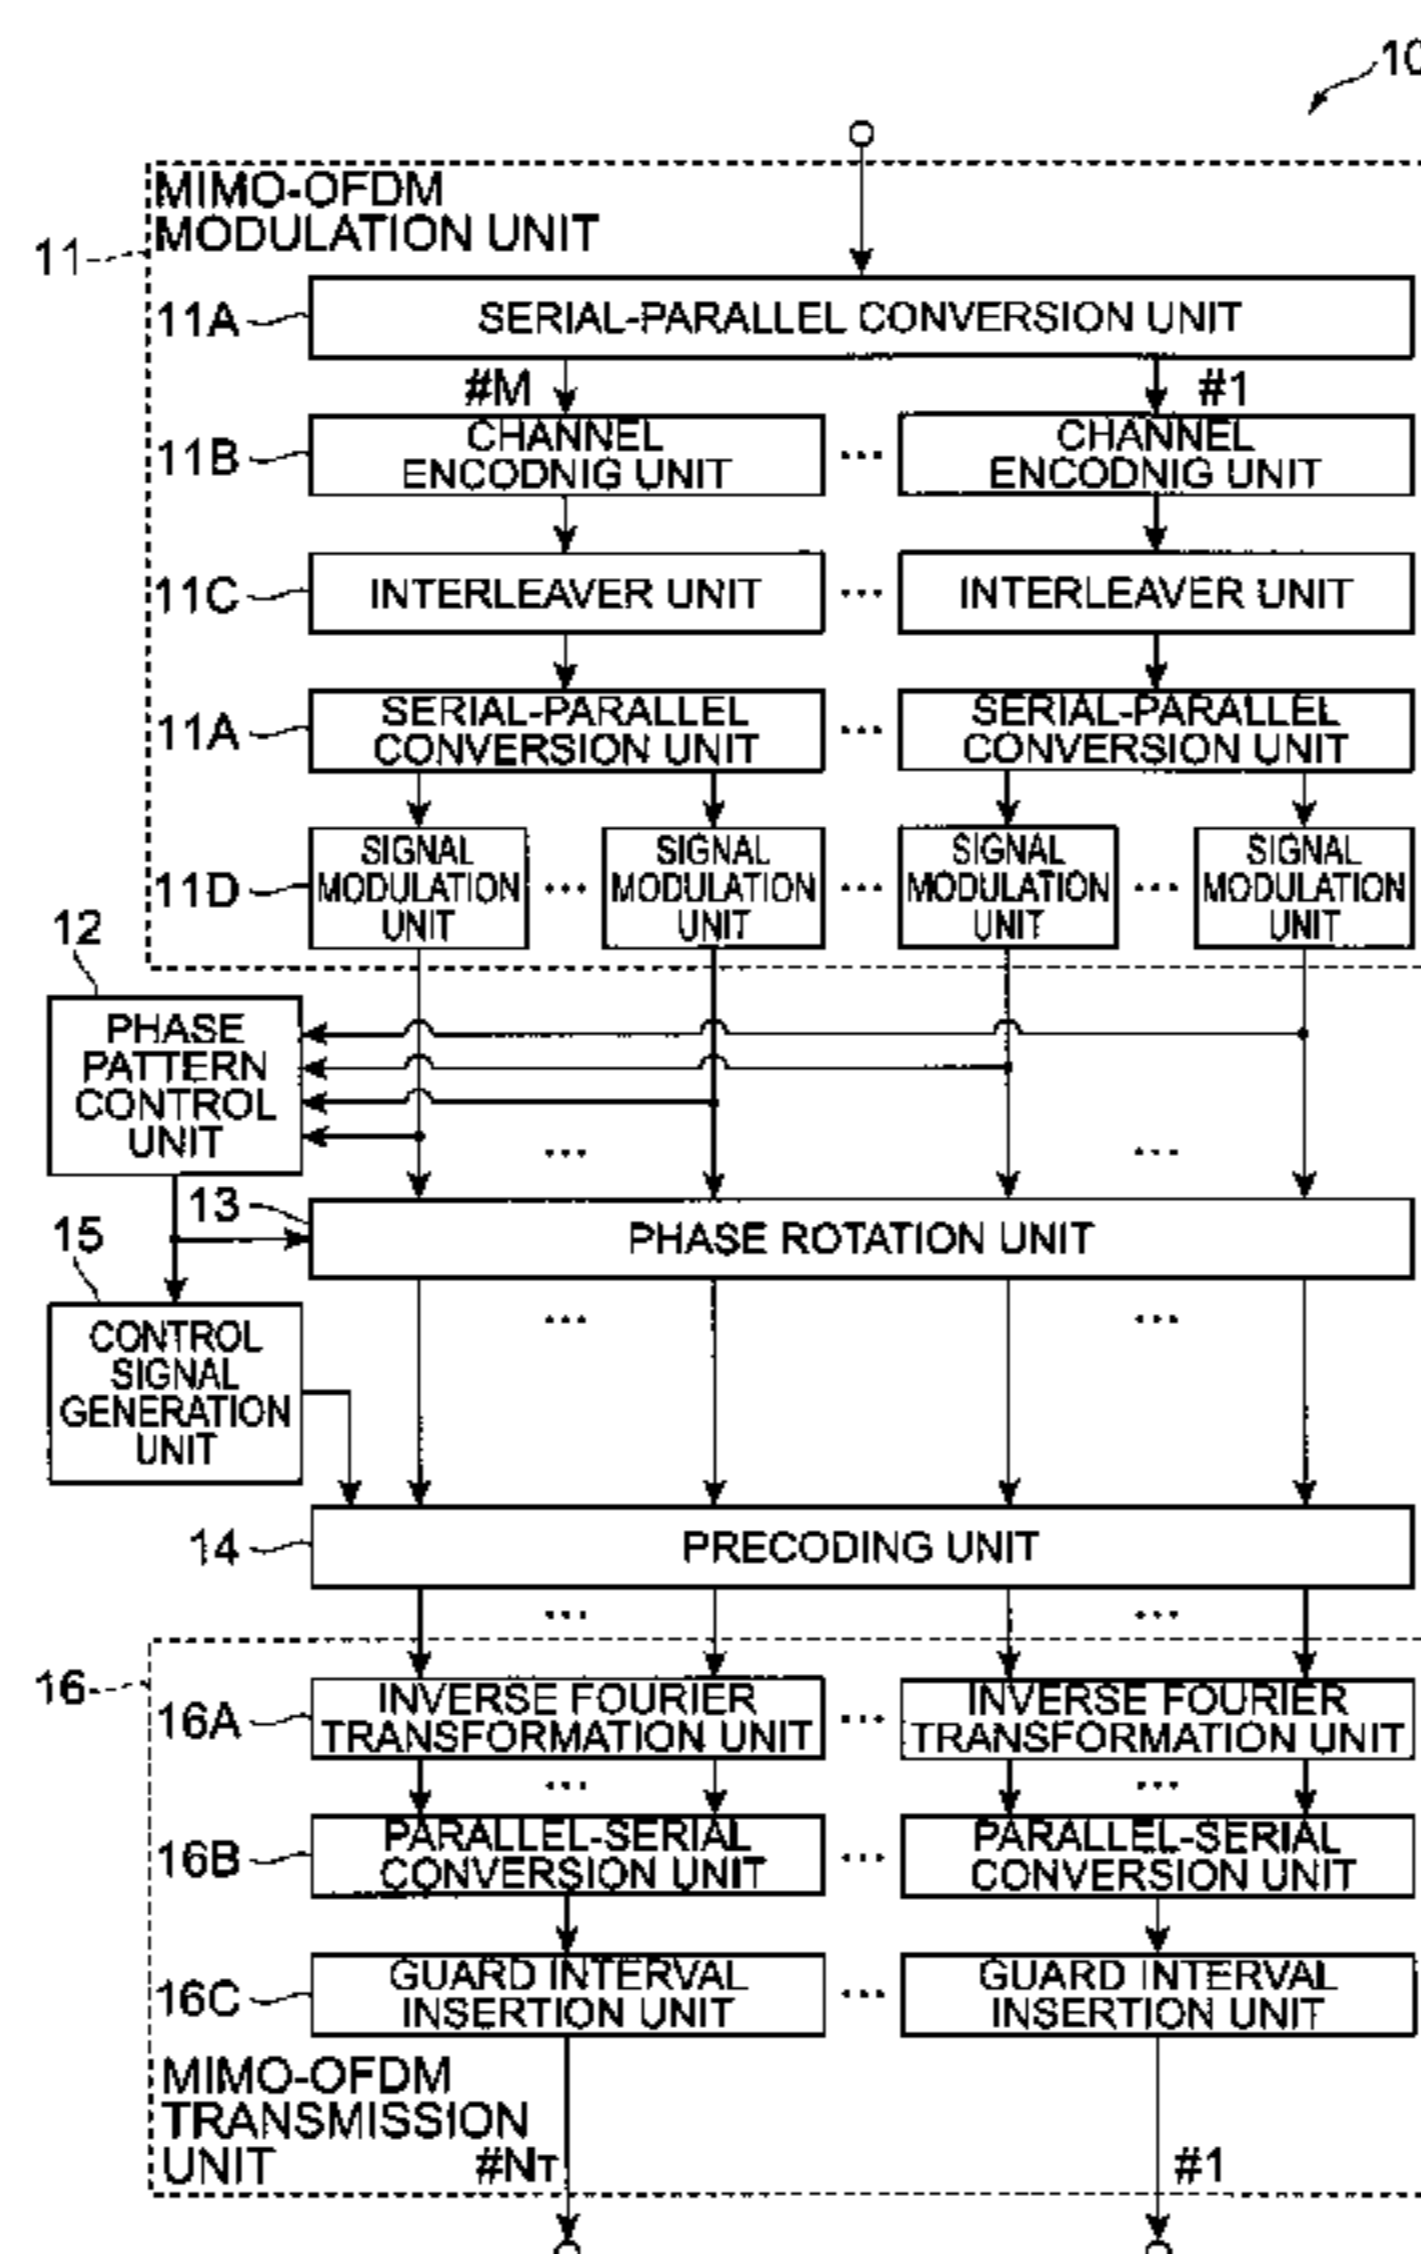 10
MIMO-OFDM
MODULATION UNIT
11
11A
SERIAL-PARALLEL CONVERSION UNIT
#M
#1
11B
CHANNEL
ENCODNIG UNIT
...
CHANNEL
ENCODNIG UNIT
11C
INTERLEAVER UNIT
...
INTERLEAVER UNIT
11A
SERIAL-PARALLEL
CONVERSION UNIT
...
SERIAL-PARALLEL
CONVERSION UNIT
11D
SIGNAL
MODULATION
UNIT
...
SIGNAL
MODULATION
UNIT
...
SIGNAL
MODULATION
UNIT
...
SIGNAL
MODULATION
UNIT
12
PHASE
PATTERN
CONTROL
UNIT
...
...
13
PHASE ROTATION UNIT
15
CONTROL
SIGNAL
GENERATION
UNIT
...
...
14
PRECODING UNIT
...
...
16
16A
INVERSE FOURIER
TRANSFORMATION UNIT
...
INVERSE FOURIER
TRANSFORMATION UNIT
...
...
16B
PARALLEL-SERIAL
CONVERSION UNIT
...
PARALLEL-SERIAL
CONVERSION UNIT
16C
GUARD INTERVAL
INSERTION UNIT
...
GUARD INTERVAL
INSERTION UNIT
MIMO-OFDM
TRANSMISSION
UNIT
#NT
#1